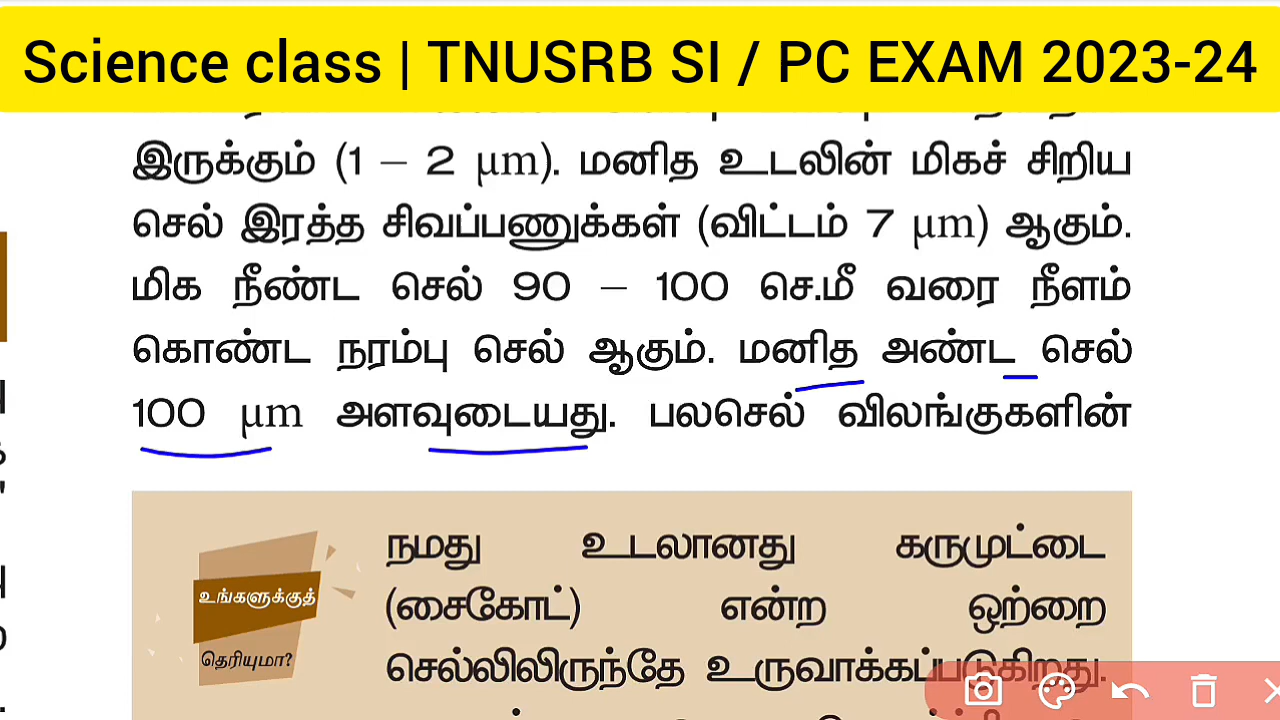 Science class | TNUSRB SI / PC EXAM 2023-24
இருக்கும் (1 – 2 μm). மனித உடலின் மிகச் சிறிய
செல் இரத்த சிவப்பணுக்கள் (விட்டம் 7 μm) ஆகும்.
மிக நீண்ட செல் 90 – 100 செ.மீ வரை நீளம்
கொண்ட நரம்பு செல் ஆகும். மனித அண்ட செல்
100 μm அளவுடையது. பலசெல் விலங்குகளின்
உங்களுக்குத்
தெரியுமா?
நமது உடலானது கருமுட்டை
(சைகோட்) என்ற ஒற்றை
செல்லிலிருந்தே உருவாக்கப்படுகிறது.